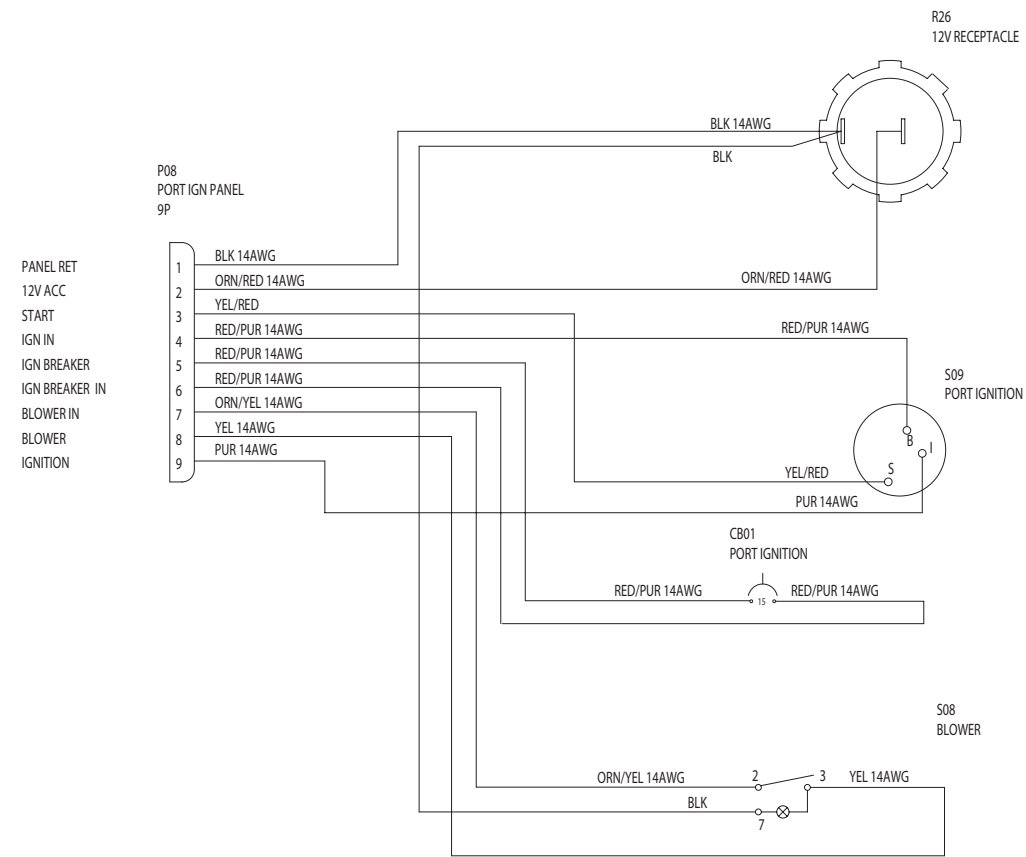 R26
12V RECEPTACLE
BLK 14AWG
BLK
P08
PORT IGN PANEL
9P
PANEL RET 1 BLK 14AWG
12V ACC 2 ORN/RED 14AWG ORN/RED 14AWG
START 3 YEL/RED
IGN IN 4 RED/PUR 14AWG RED/PUR 14AWG
IGN BREAKER 5 RED/PUR 14AWG
IGN BREAKER IN 6 RED/PUR 14AWG
BLOWER IN 7 ORN/YEL 14AWG
BLOWER 8 YEL 14AWG
IGNITION 9 PUR 14AWG
S09
PORT IGNITION
B
I
S
YEL/RED
PUR 14AWG
CB01
PORT IGNITION
RED/PUR 14AWG 15 RED/PUR 14AWG
S08
BLOWER
ORN/YEL 14AWG 2 3 YEL 14AWG
BLK
7